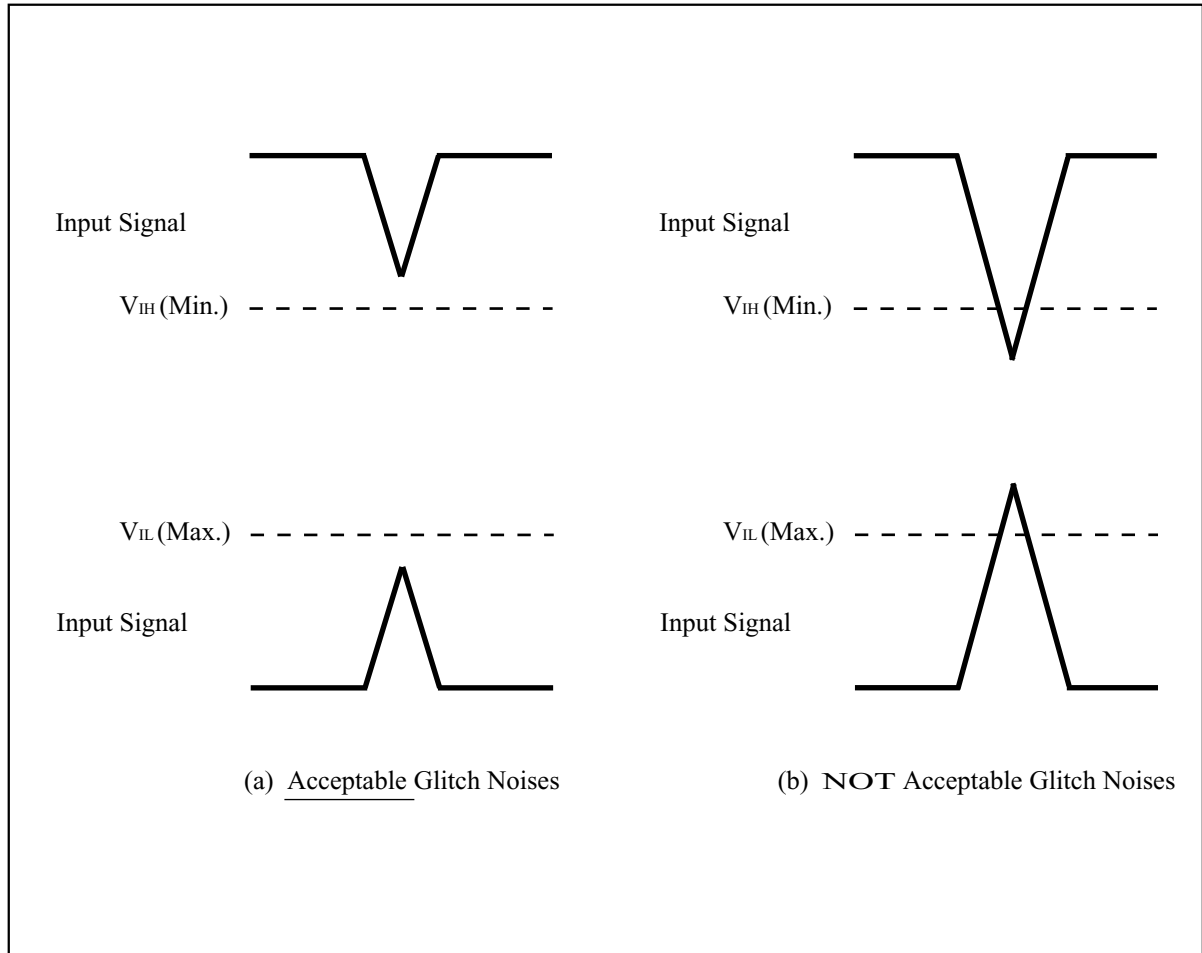 Input Signal
Input Signal
VIH (Min.)
VIH (Min.)
VIL (Max.)
VIL (Max.)
Input Signal
Input Signal
(a) Acceptable Glitch Noises
(b) NOT Acceptable Glitch Noises